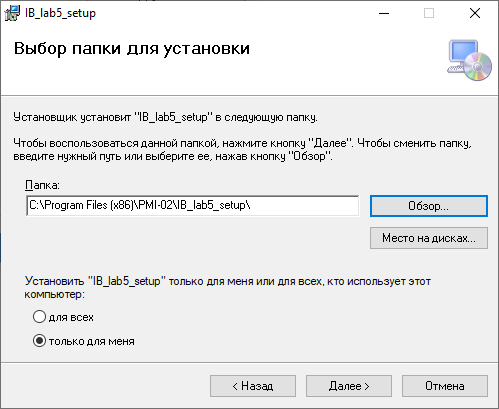 IB_lab5_setup
Выбор папки для установки
Установщик установит "IB_lab5_setup" в следующую папку.
Чтобы воспользоваться данной папкой, нажмите кнопку "Далее". Чтобы сменить папку,
введите нужный путь или выберите ее, нажав кнопку "Обзор".
Папка:
C:\Program Files (x86)\PMI-02\IB_lab5_setup\
Обзор...
Место на дисках...
Установить "IB_lab5_setup" только для меня или для всех, кто использует этот
компьютер:
для всех
только для меня
< Назад Далее > Отмена